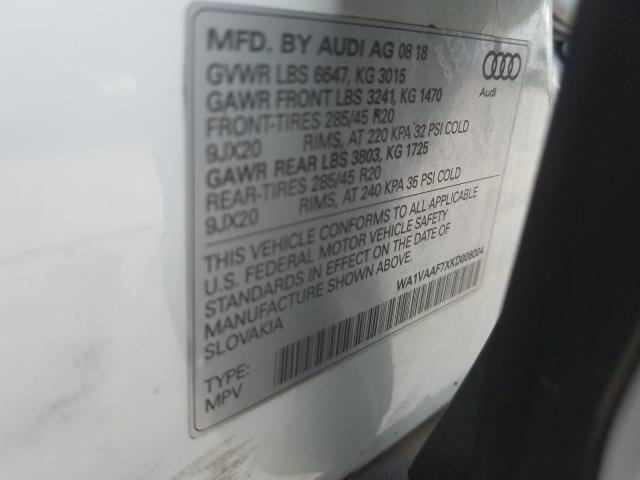 MFD. BY AUDI AG 08 18
GVWR LBS 6647, KG 3015
GAWR FRONT LBS 3241, KG 1470
FRONT-TIRES 285/45 R20
9JX20 RIMS, AT 220 KPA 32 PSI COLD
GAWR REAR LBS 3803, KG 1725
REAR-TIRES 285/45 R20
9JX20 RIMS, AT 240 KPA 35 PSI COLD
Audi
THIS VEHICLE CONFORMS TO ALL APPLICABLE
U.S. FEDERAL MOTOR VEHICLE SAFETY
STANDARDS IN EFFECT ON THE DATE OF
MANUFACTURE SHOWN ABOVE.
SLOVAKIA
WA1VAAF7XKD006004
TYPE:
MPV